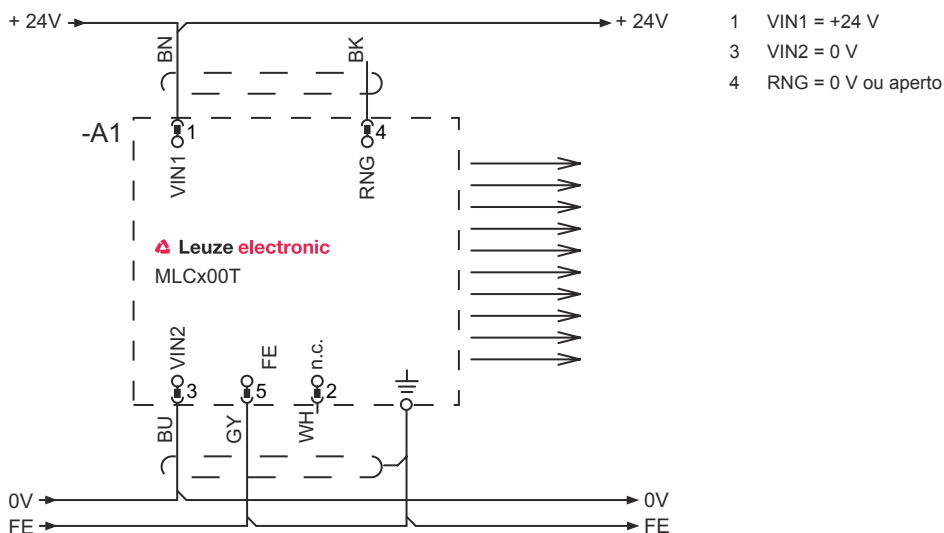 + 24V
+ 24V
BN
BK
1 VIN1 = +24 V
3 VIN2 = 0 V
4 RNG = 0 V ou aperto
-A1
1
4
VIN1
RNG
Leuze electronic
MLCx00T
VIN2
FE
n.c.
3
5
2
BU
GY
WH
0V
0V
FE
FE